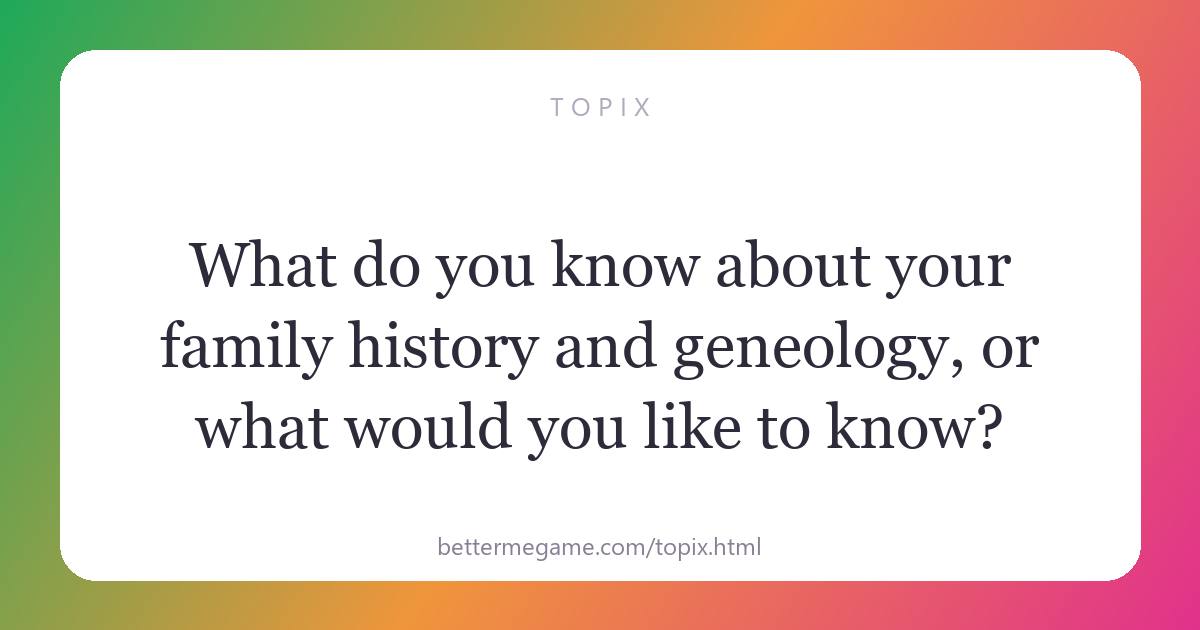 TOPIX
What do you know about your
family history and geneology, or
what would you like to know?
bettermegame.com/topix.html